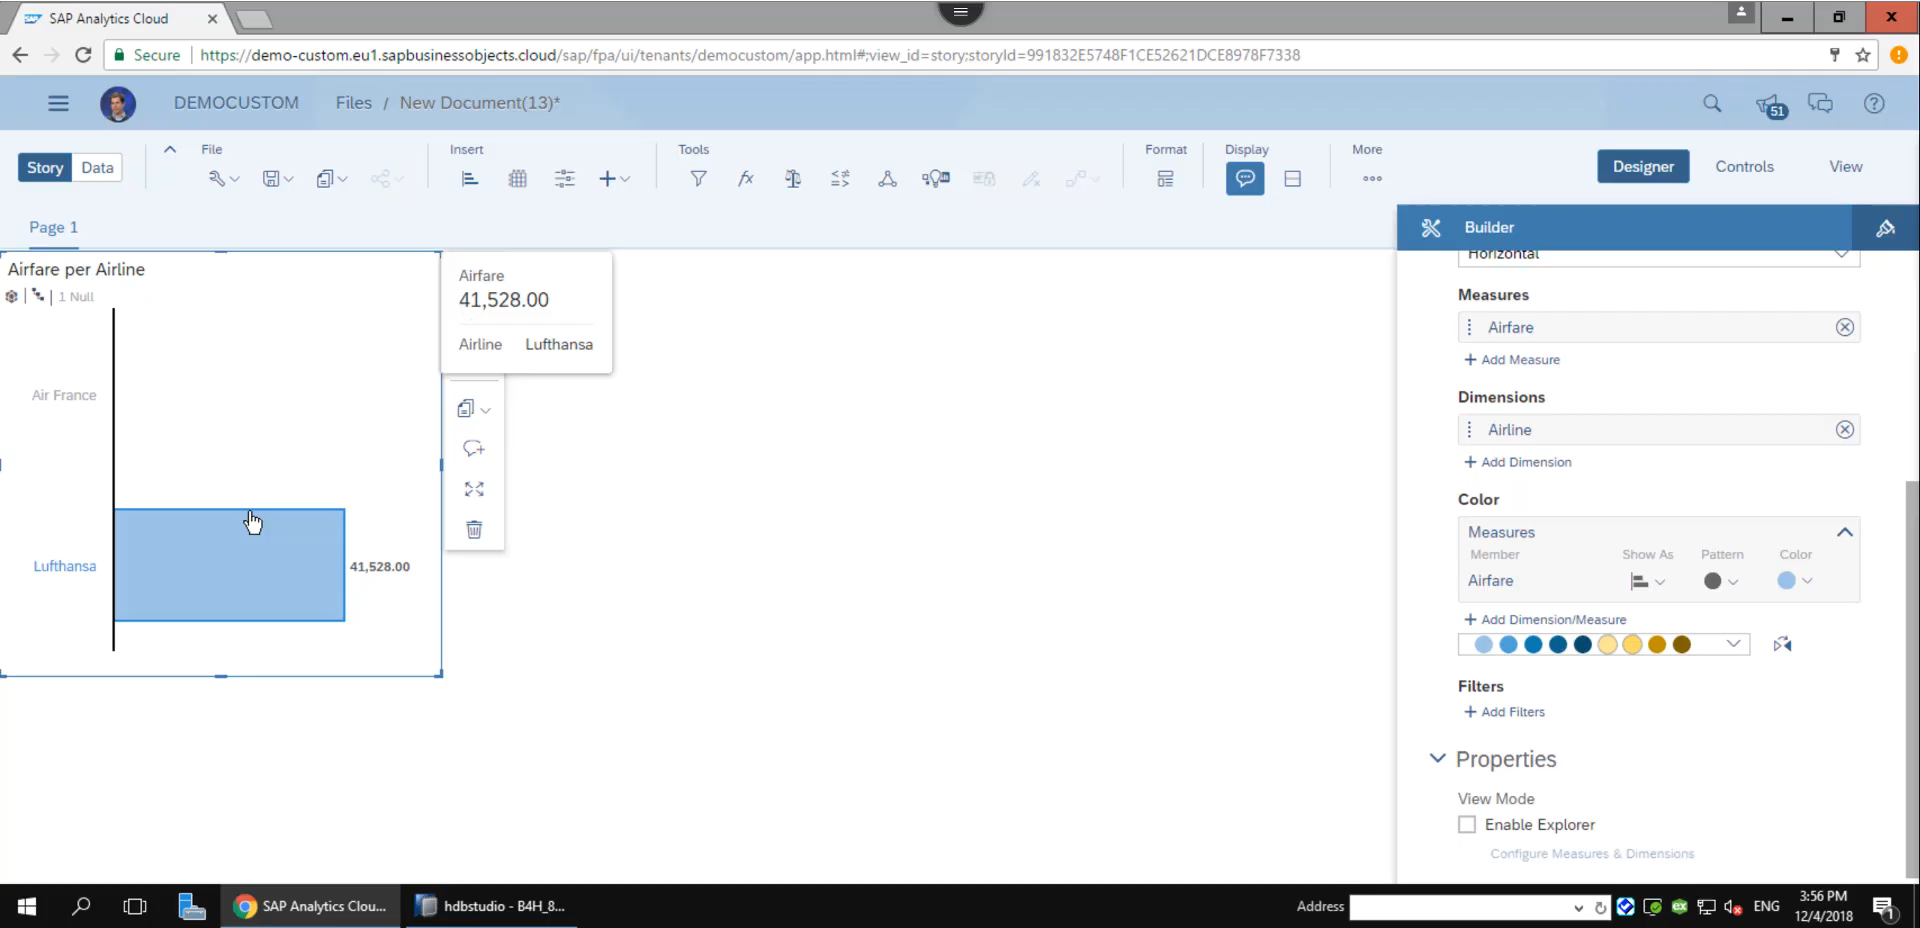 SAP Analytics Cloud
Secure https://demo-custom.eu1.sapbusinessobjects.cloud/sap/fpa/ui/tenants/democustom/app.html#;view_id=story;storyId=991832E5748F1CE52621DCE8978F7338
DEMOCUSTOM Files / New Document(13)*
51
File Insert Tools Format Display More
Story Data
Designer Controls View
Page 1
Builder
Airfare per Airline
1 Null
Air France
Lufthansa
41,528.00
Airfare
41,528.00
Airline Lufthansa
Horizontal
Measures
Airfare
+ Add Measure
Dimensions
Airline
+ Add Dimension
Color
Measures
Member Show As Pattern Color
Airfare
+ Add Dimension/Measure
Filters
+ Add Filters
Properties
View Mode
Enable Explorer
Configure Measures & Dimensions
SAP Analytics Clou...
hdbstudio - B4H_8...
Address
ex
ENG
3:56 PM
12/4/2018
1